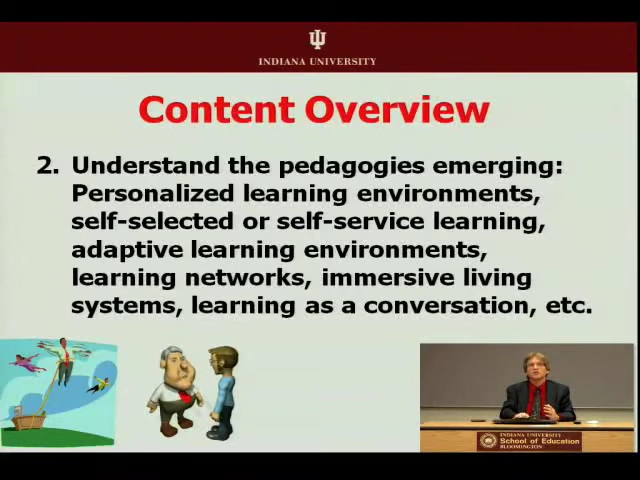 INDIANA UNIVERSITY
Content Overview
2. Understand the pedagogies emerging:
Personalized learning environments,
self-selected or self-service learning,
adaptive learning environments,
learning networks, immersive living
systems, learning as a conversation, etc.
INDIANA UNIVERSITY
School of Education
BLOOMINGTON